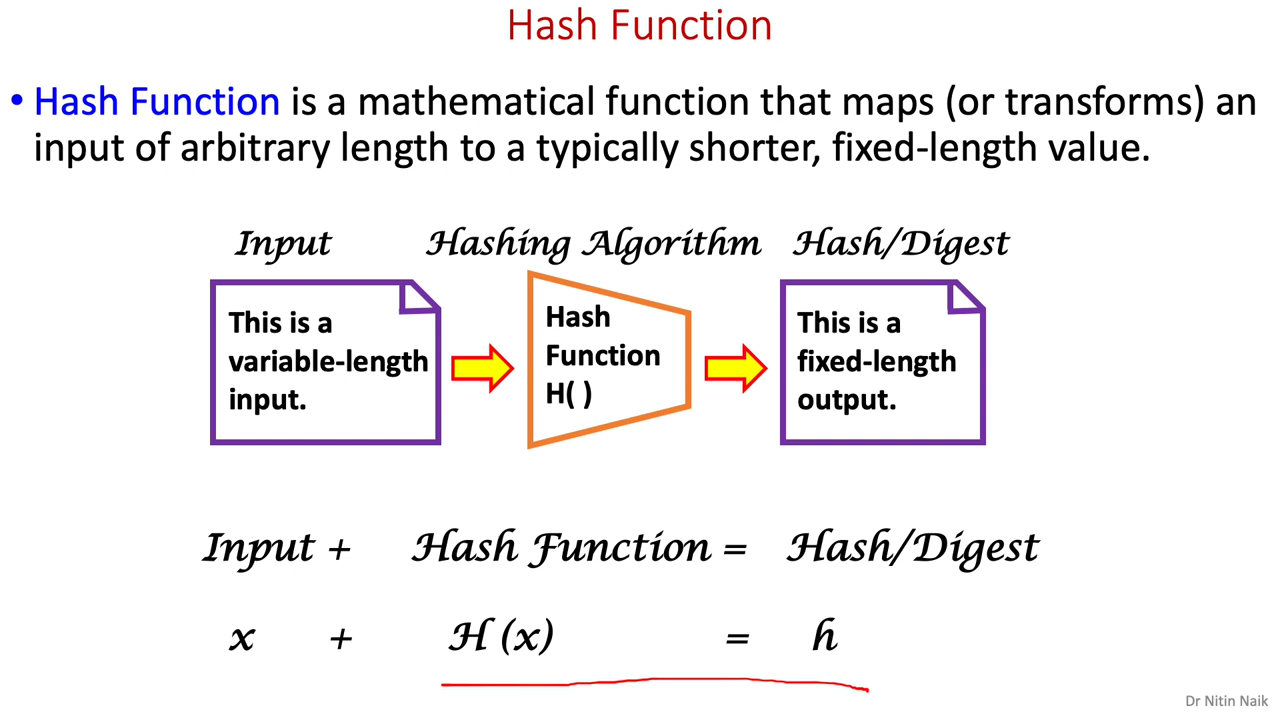 Hash Function
• Hash Function is a mathematical function that maps (or transforms) an
input of arbitrary length to a typically shorter, fixed-length value.
Input Hashing Algorithm Hash/Digest
This is a
variable-length
input.
Hash
Function
H( )
This is a
fixed-length
output.
Input + Hash Function = Hash/Digest
x + H (x) = h
Dr Nitin Naik